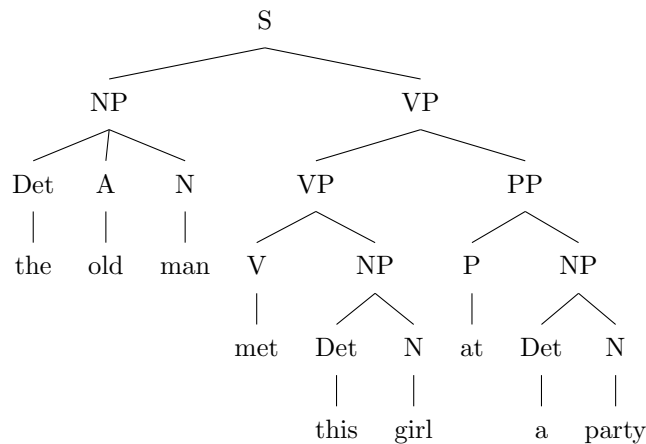 S
NP VP
Det A N VP PP
the old man V NP P NP
met Det N at Det N
this girl a party